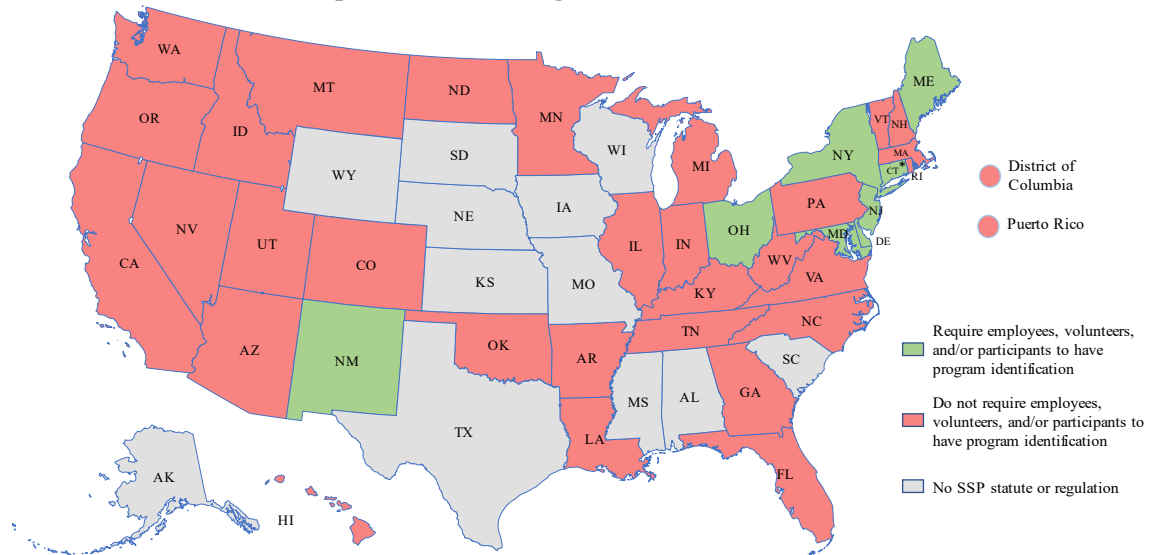 WA
MT
ND
MN
OR
ID
SD
WI
WY
MI
NE
IA
NV
UT
CO
IL
IN
OH
PA
NY
VT
NH
ME
MA
CT
*
RI
NJ
MD
DE
CA
KS
MO
WV
VA
KY
AZ
NM
OK
AR
TN
NC
SC
MS
AL
GA
TX
LA
FL
AK
HI
District of
Columbia
Puerto Rico
Require employees, volunteers,
and/or participants to have
program identification
Do not require employees,
volunteers, and/or participants to
have program identification
No SSP statute or regulation